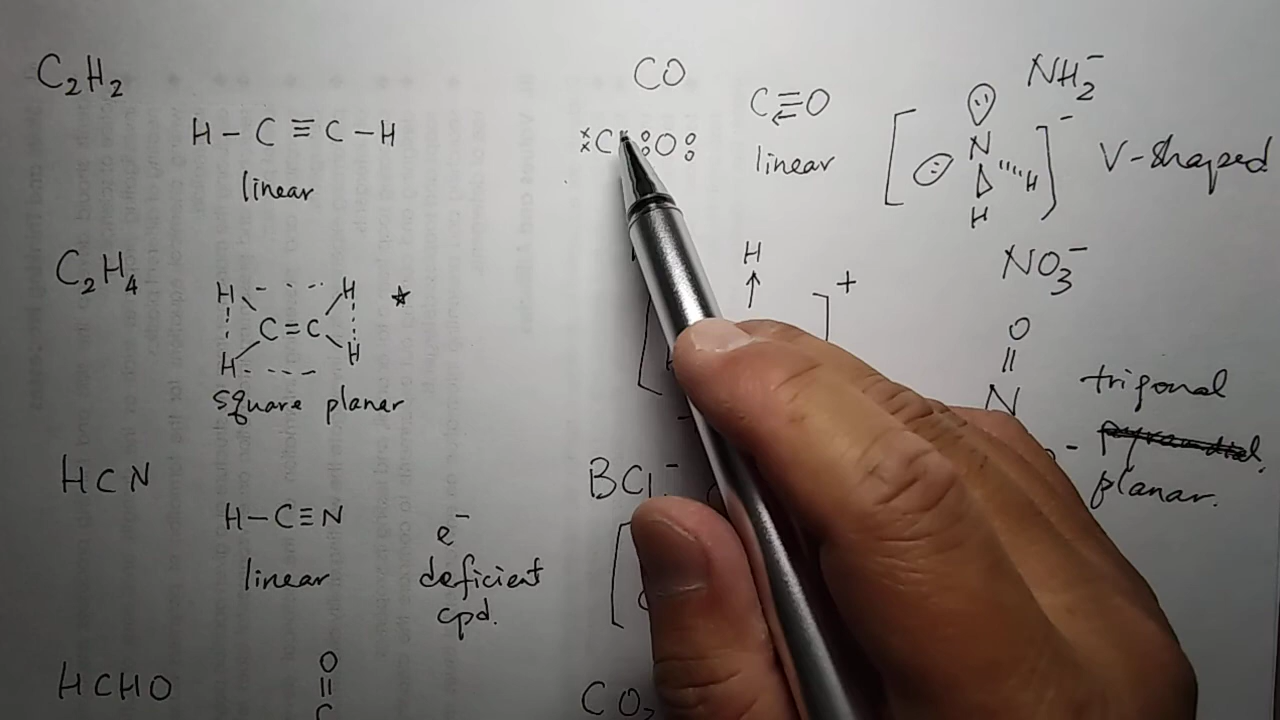 C₂H₂
H – C ≡ C – H
linear
C₂H₄
H H
C = C
H H
square planar
HCN
H – C ≡ N
linear
e⁻
deficient
cpd.
HCHO
O
||
C
CO
C O
C ≡ O
linear
H
+
BCl
CO₂
NH₂⁻
N
H
H
−
V-shaped
NO₃⁻
O
||
N
trigonal
planar.